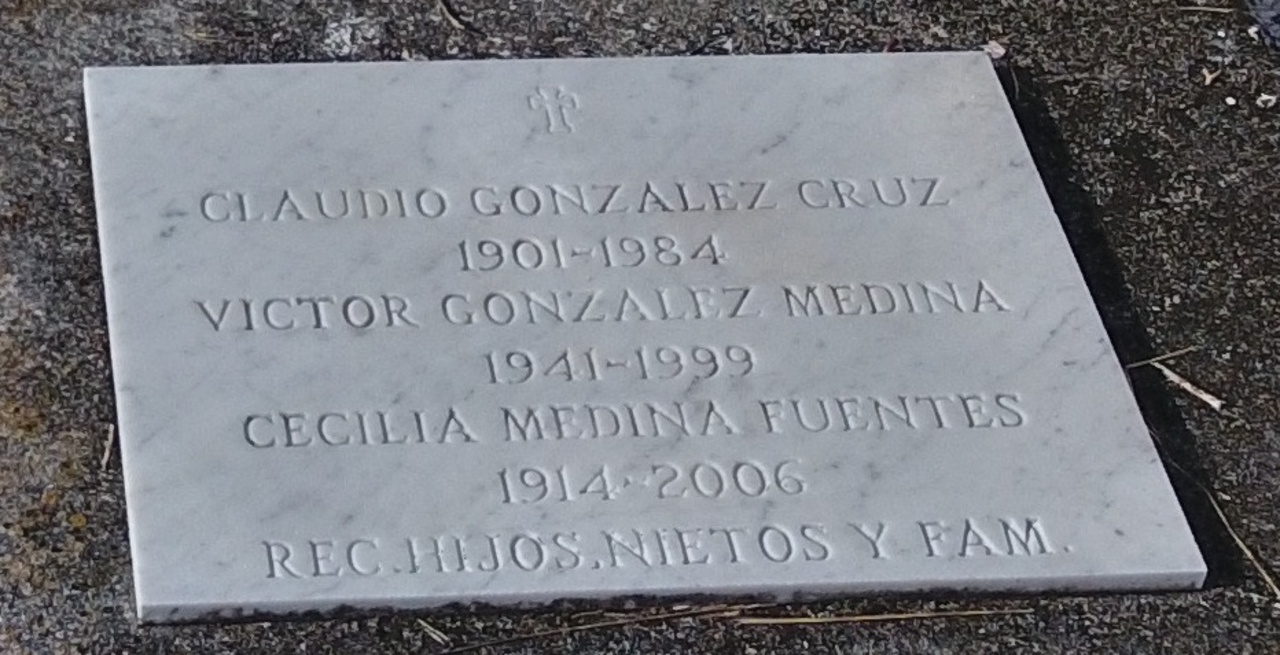 CLAUDIO GONZALEZ CRUZ
1901-1984
VICTOR GONZALEZ MEDINA
1941-1999
CECILIA MEDINA FUENTES
1914-2006
REC.HIJOS,NIETOS Y FAM.